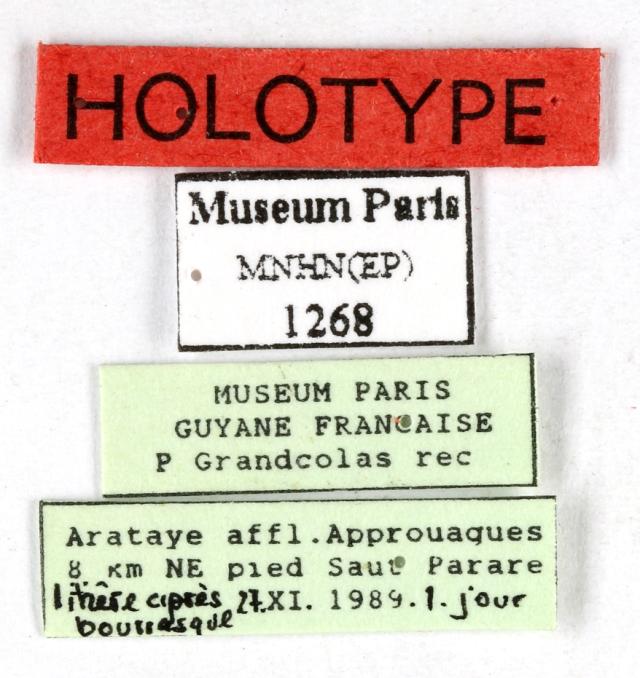 HOLOTYPE
Museum Paris
MNHN(EP)
1268
MUSEUM PARIS
GUYANE FRANCAISE
P Grandcolas rec
Arataye affl.Approuagues
8 km NE pied Saut Parare
litière après 27.XI. 1989.1. jour
bourrasque